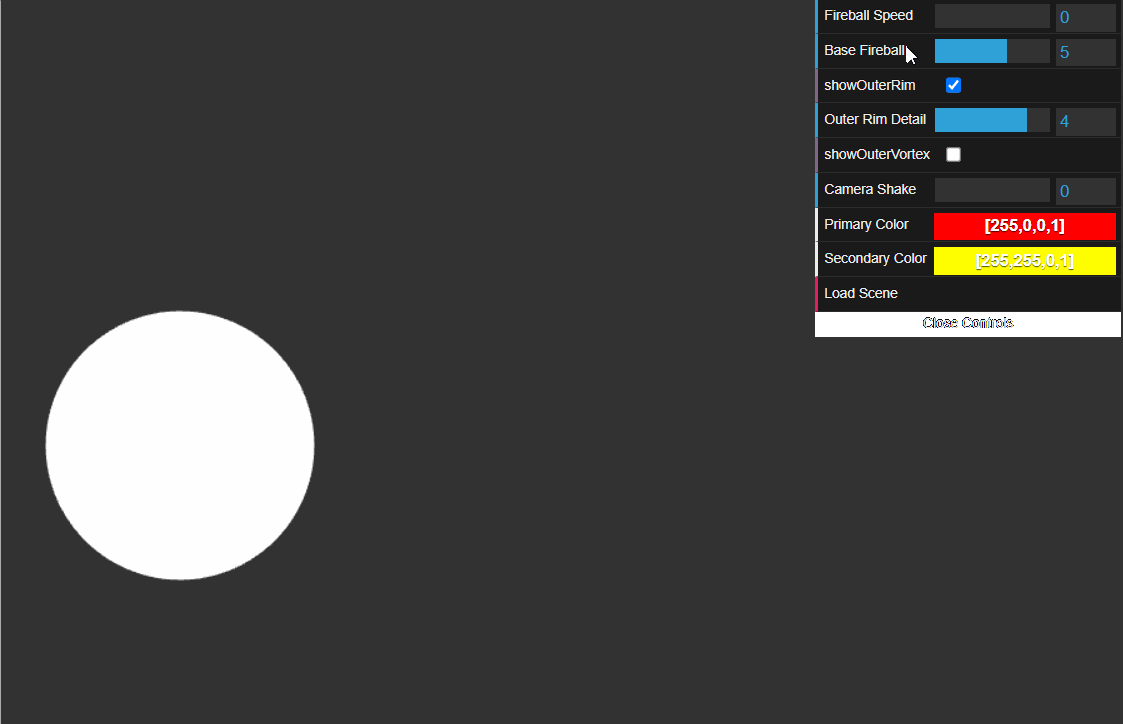 Fireball Speed 0
Base Fireball 5
showOuterRim
Outer Rim Detail 4
showOuterVortex
Camera Shake 0
Primary Color [255,0,0,1]
Secondary Color [255,255,0,1]
Load Scene
Close Controls